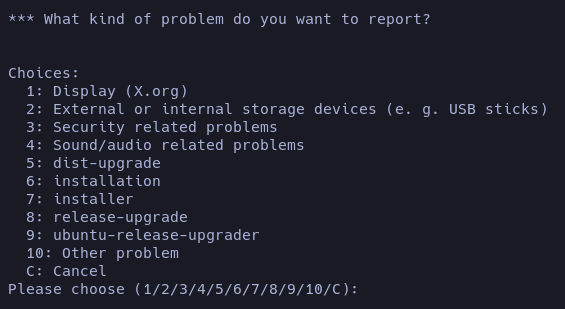 *** What kind of problem do you want to report?
Choices:
1: Display (X.org)
2: External or internal storage devices (e. g. USB sticks)
3: Security related problems
4: Sound/audio related problems
5: dist-upgrade
6: installation
7: installer
8: release-upgrade
9: ubuntu-release-upgrader
10: Other problem
C: Cancel
Please choose (1/2/3/4/5/6/7/8/9/10/C):